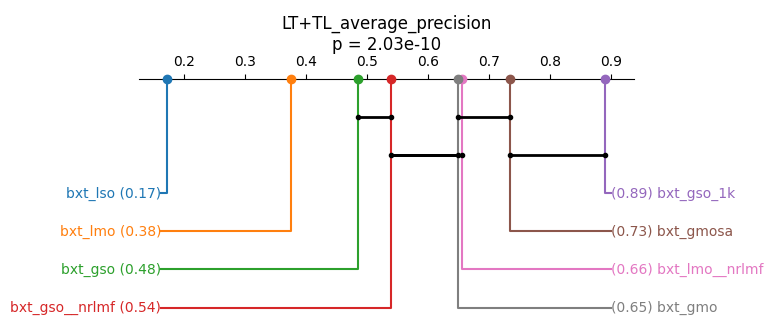 LT+TL_average_precision
p = 2.03e-10
0.2 0.3 0.4 0.5 0.6 0.7 0.8 0.9
bxt_lso (0.17) (0.89) bxt_gso_1k
bxt_lmo (0.38) (0.73) bxt_gmosa
bxt_gso (0.48) (0.66) bxt_lmo__nrlmf
bxt_gso__nrlmf (0.54) (0.65) bxt_gmo